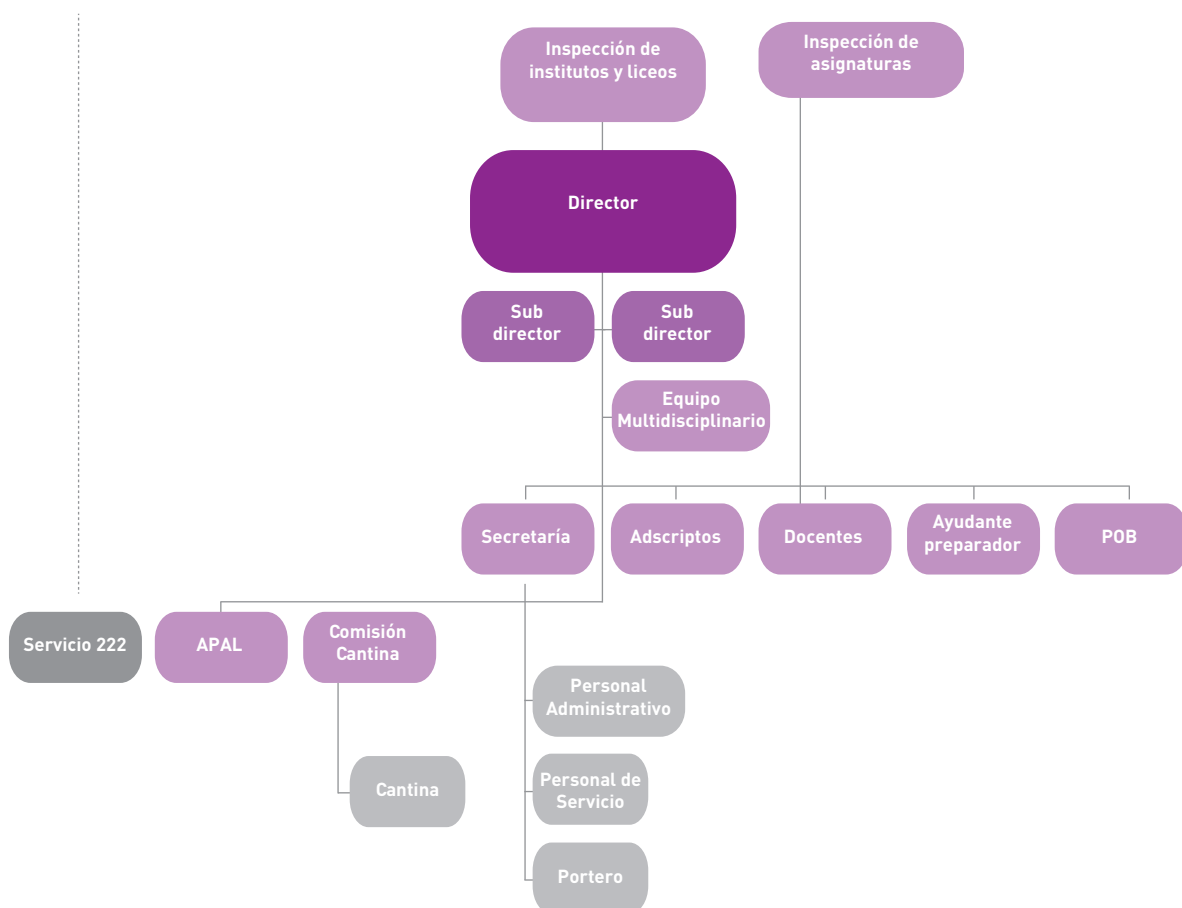 Inspección de
institutos y liceos
Inspección de
asignaturas
Director
Sub
director
Sub
director
Equipo
Multidisciplinario
Secretaría
Adscriptos
Docentes
Ayudante
preparador
POB
Servicio 222
APAL
Comisión
Cantina
Personal
Administrativo
Cantina
Personal de
Servicio
Portero